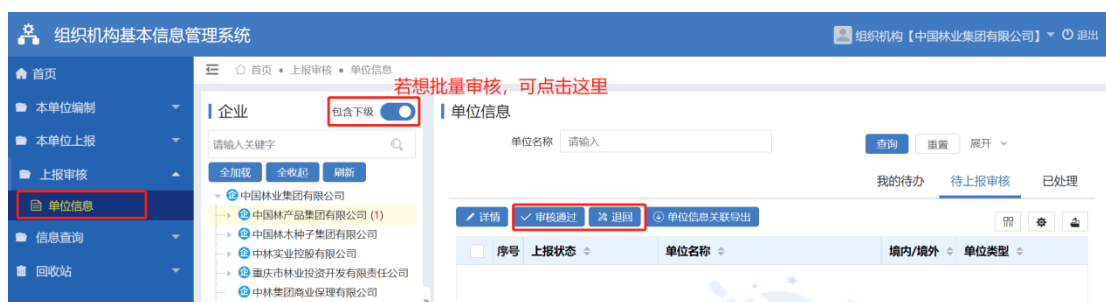 组织机构基本信息管理系统
组织机构【中国林业集团有限公司】 退出
首页
本单位编制
本单位上报
上报审核
单位信息
信息查询
回收站
首页 • 上报审核 • 单位信息
若想批量审核，可点击这里
企业
包含下级
请输入关键字
全加载 全收起 刷新
中国林业集团有限公司
中国林产品集团有限公司 (1)
中国林木种子集团有限公司
中林实业控股有限公司
重庆市林业投资开发有限责任公司
中林集团商业保理有限公司
单位信息
单位名称 请输入
查询 重置 展开
我的待办 待上报审核 已处理
详情 审核通过 退回 单位信息关联导出
序号 上报状态 单位名称 境内/境外 单位类型